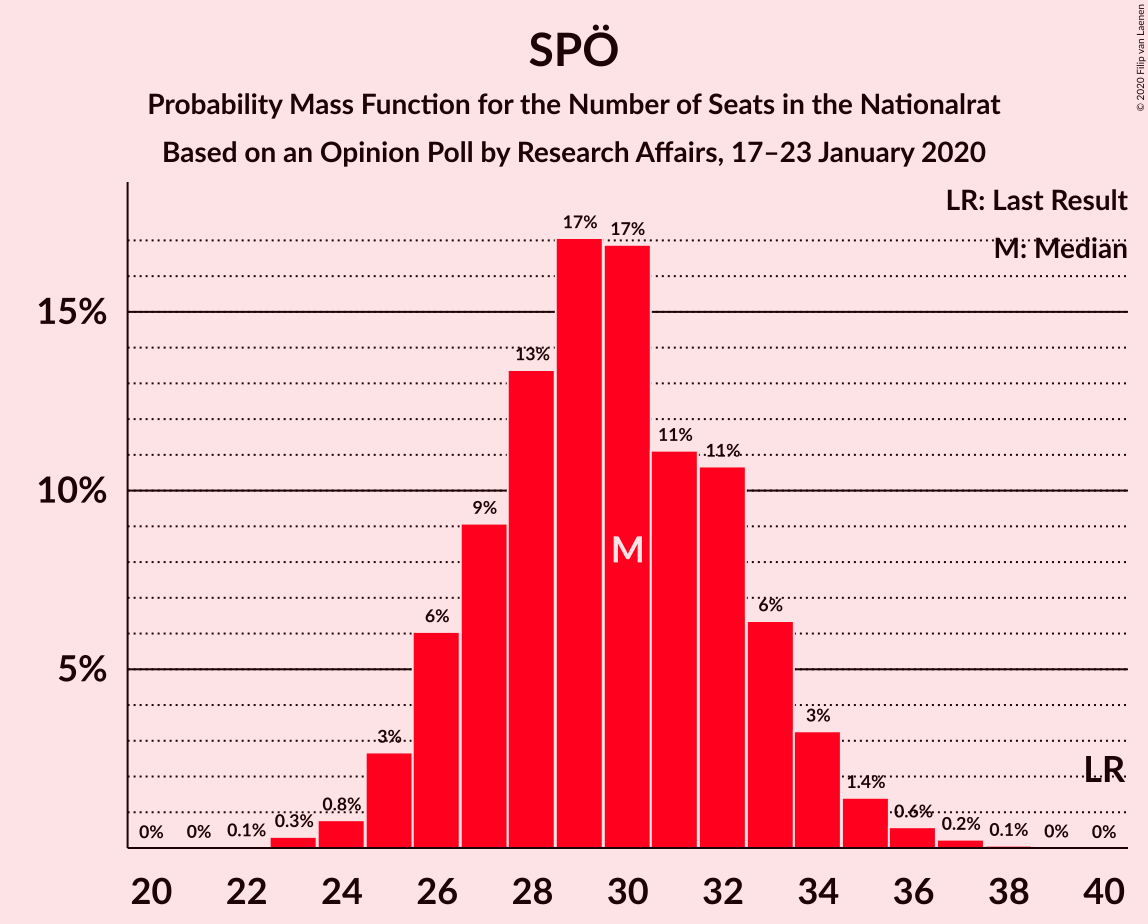 SPÖ
Probability Mass Function for the Number of Seats in the Nationalrat
Based on an Opinion Poll by Research Affairs, 17–23 January 2020
© 2020 Filip van Laenen
LR: Last Result
M: Median
17%
17%
15%
13%
11%
11%
10%
9%
M
6%
6%
5%
3%
3%
LR
1.4%
0.8%
0.6%
0.3%
0.2%
0.1%
0.1%
0%
0%
0%
0%
20 22 24 26 28 30 32 34 36 38 40